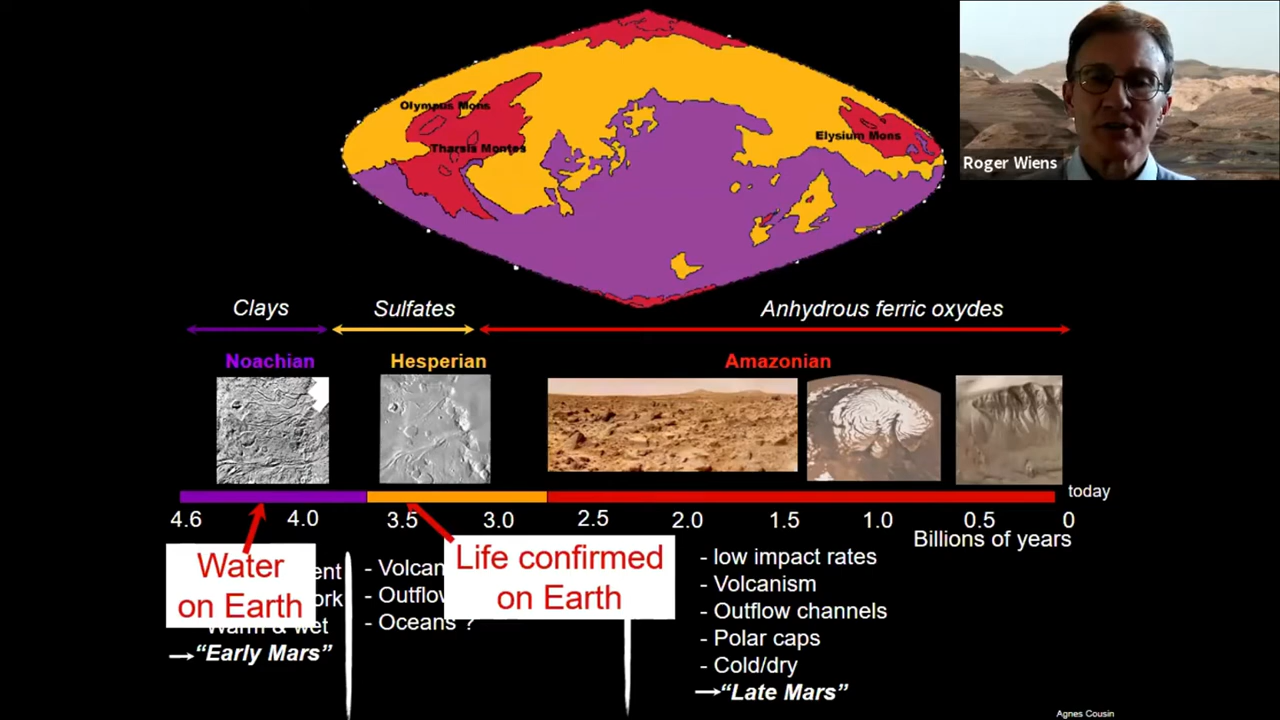 Olympus Mons
Tharsis Montes
Elysium Mons
Roger Wiens
Clays
Sulfates
Anhydrous ferric oxydes
Noachian
Hesperian
Amazonian
today
4.6 4.0 3.5 3.0 2.5 2.0 1.5 1.0 0.5 0
Billions of years
Water
on Earth
Life confirmed
on Earth
Warm & wet
→“Early Mars”
- Volcan
- Outflow
- Oceans ?
- low impact rates
- Volcanism
- Outflow channels
- Polar caps
- Cold/dry
→“Late Mars”
Agnes Cousin